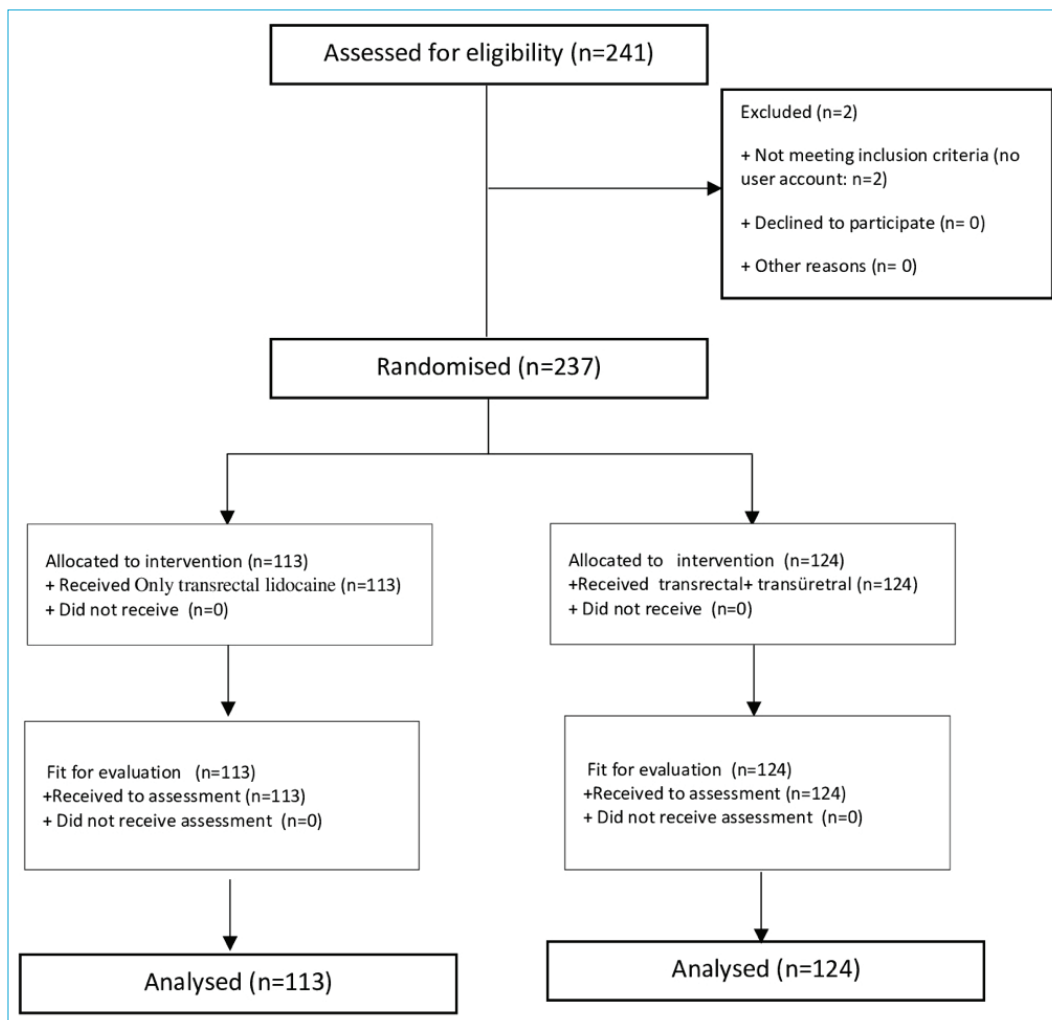 Assessed for eligibility (n=241)
Excluded (n=2)
+ Not meeting inclusion criteria (no
user account: n=2)
+ Declined to participate (n= 0)
+ Other reasons (n= 0)
Randomised (n=237)
Allocated to intervention (n=113)
+ Received Only transrectal lidocaine (n=113)
+ Did not receive (n=0)
Allocated to intervention (n=124)
+Received transrectal+ transüretral (n=124)
+ Did not receive (n=0)
Fit for evaluation (n=113)
+Received to assessment (n=113)
+ Did not receive assessment (n=0)
Fit for evaluation (n=124)
+Received to assessment (n=124)
+ Did not receive assessment (n=0)
Analysed (n=113)
Analysed (n=124)